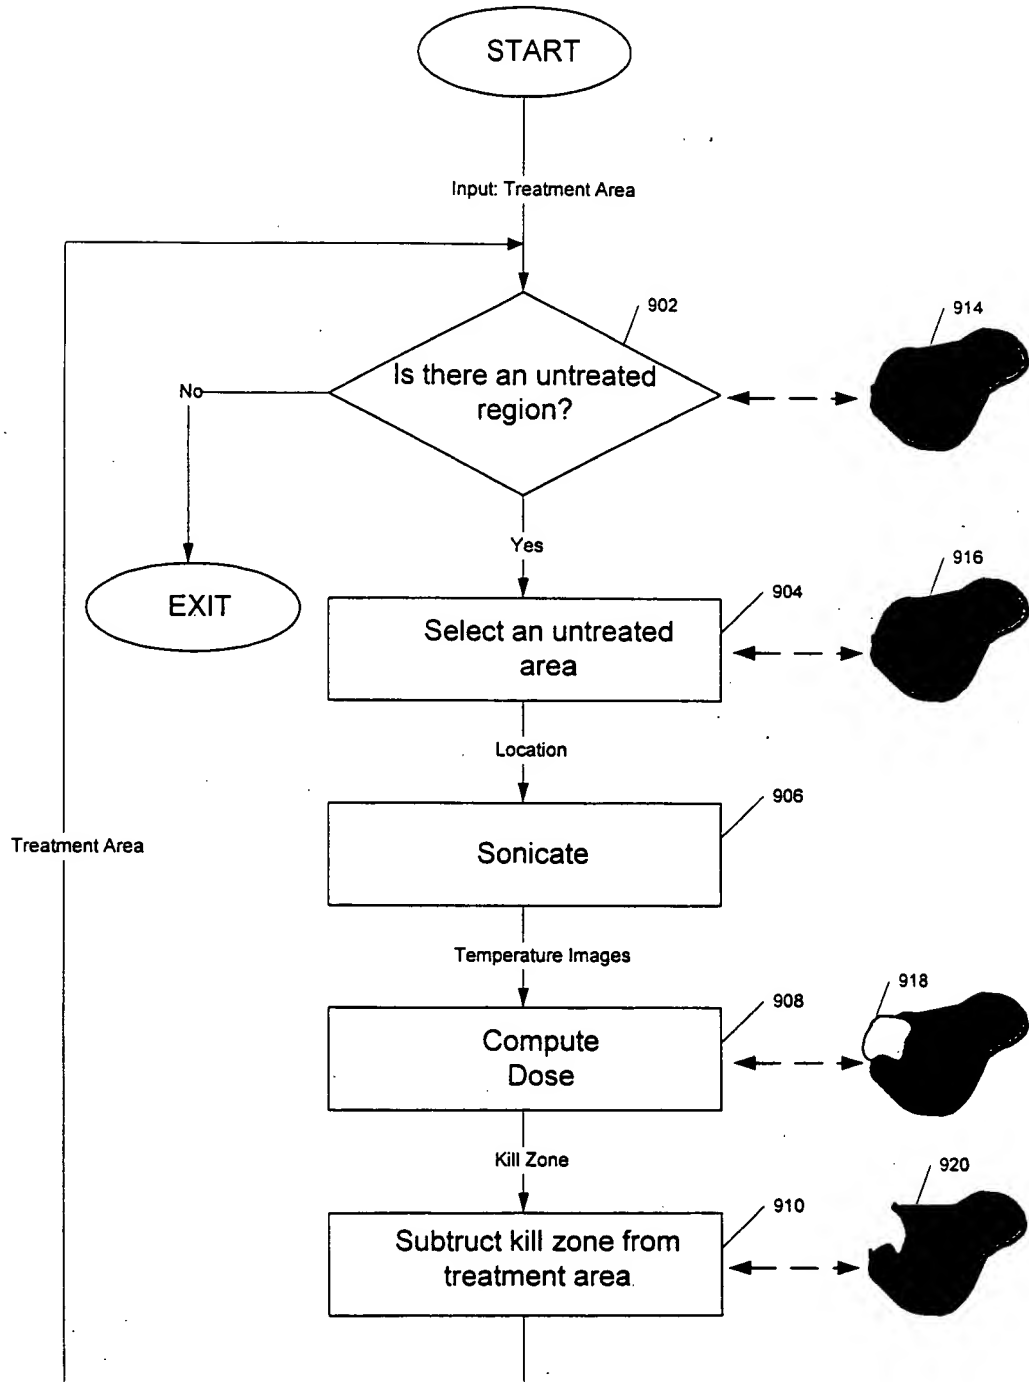 START
Input: Treatment Area
902
914
Is there an untreated
region?
No
Yes
EXIT
916
904
Select an untreated
area
Location
906
Sonicate
Treatment Area
Temperature Images
918
908
Compute
Dose
Kill Zone
920
910
Subtruct kill zone from
treatment area